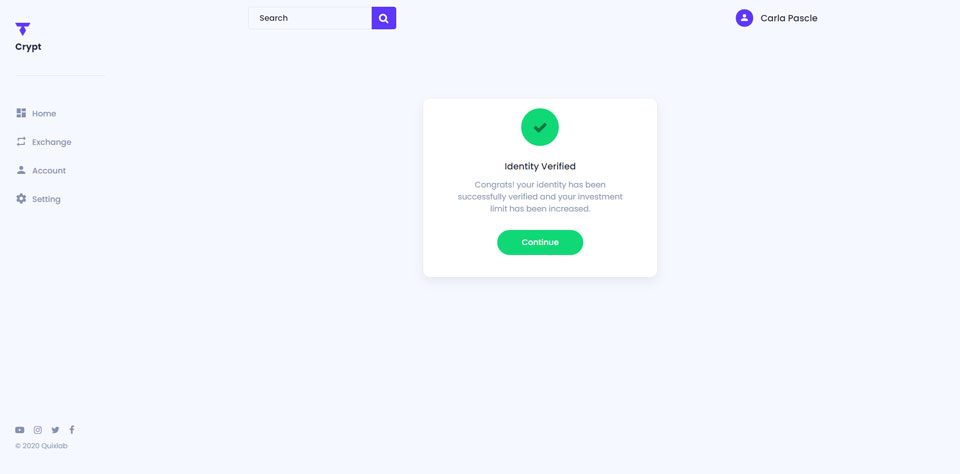 Crypt
Search
Carla Pascle
Home
Exchange
Account
Setting
Identity Verified
Congrats! your identity has been
successfully verified and your investment
limit has been increased.
Continue
© 2020 Quixlab